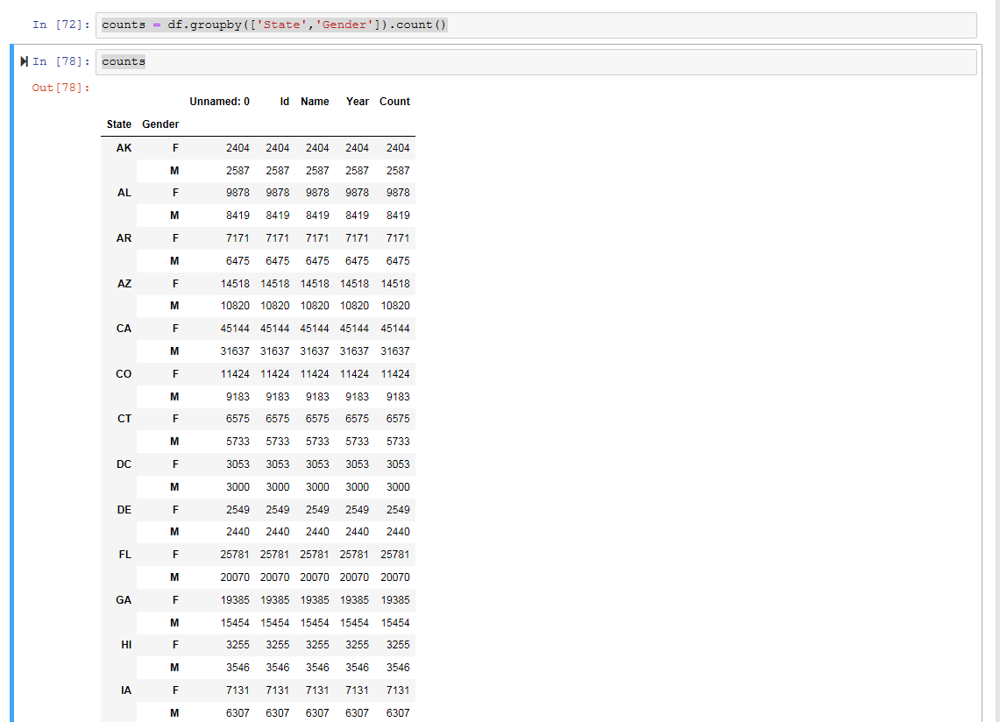 In [72]: counts = df.groupby(['State','Gender']).count()
In [78]: counts
Out[78]:
Unnamed: 0 Id Name Year Count
State Gender
AK F 2404 2404 2404 2404 2404
M 2587 2587 2587 2587 2587
AL F 9878 9878 9878 9878 9878
M 8419 8419 8419 8419 8419
AR F 7171 7171 7171 7171 7171
M 6475 6475 6475 6475 6475
AZ F 14518 14518 14518 14518 14518
M 10820 10820 10820 10820 10820
CA F 45144 45144 45144 45144 45144
M 31637 31637 31637 31637 31637
CO F 11424 11424 11424 11424 11424
M 9183 9183 9183 9183 9183
CT F 6575 6575 6575 6575 6575
M 5733 5733 5733 5733 5733
DC F 3053 3053 3053 3053 3053
M 3000 3000 3000 3000 3000
DE F 2549 2549 2549 2549 2549
M 2440 2440 2440 2440 2440
FL F 25781 25781 25781 25781 25781
M 20070 20070 20070 20070 20070
GA F 19385 19385 19385 19385 19385
M 15454 15454 15454 15454 15454
HI F 3255 3255 3255 3255 3255
M 3546 3546 3546 3546 3546
IA F 7131 7131 7131 7131 7131
M 6307 6307 6307 6307 6307